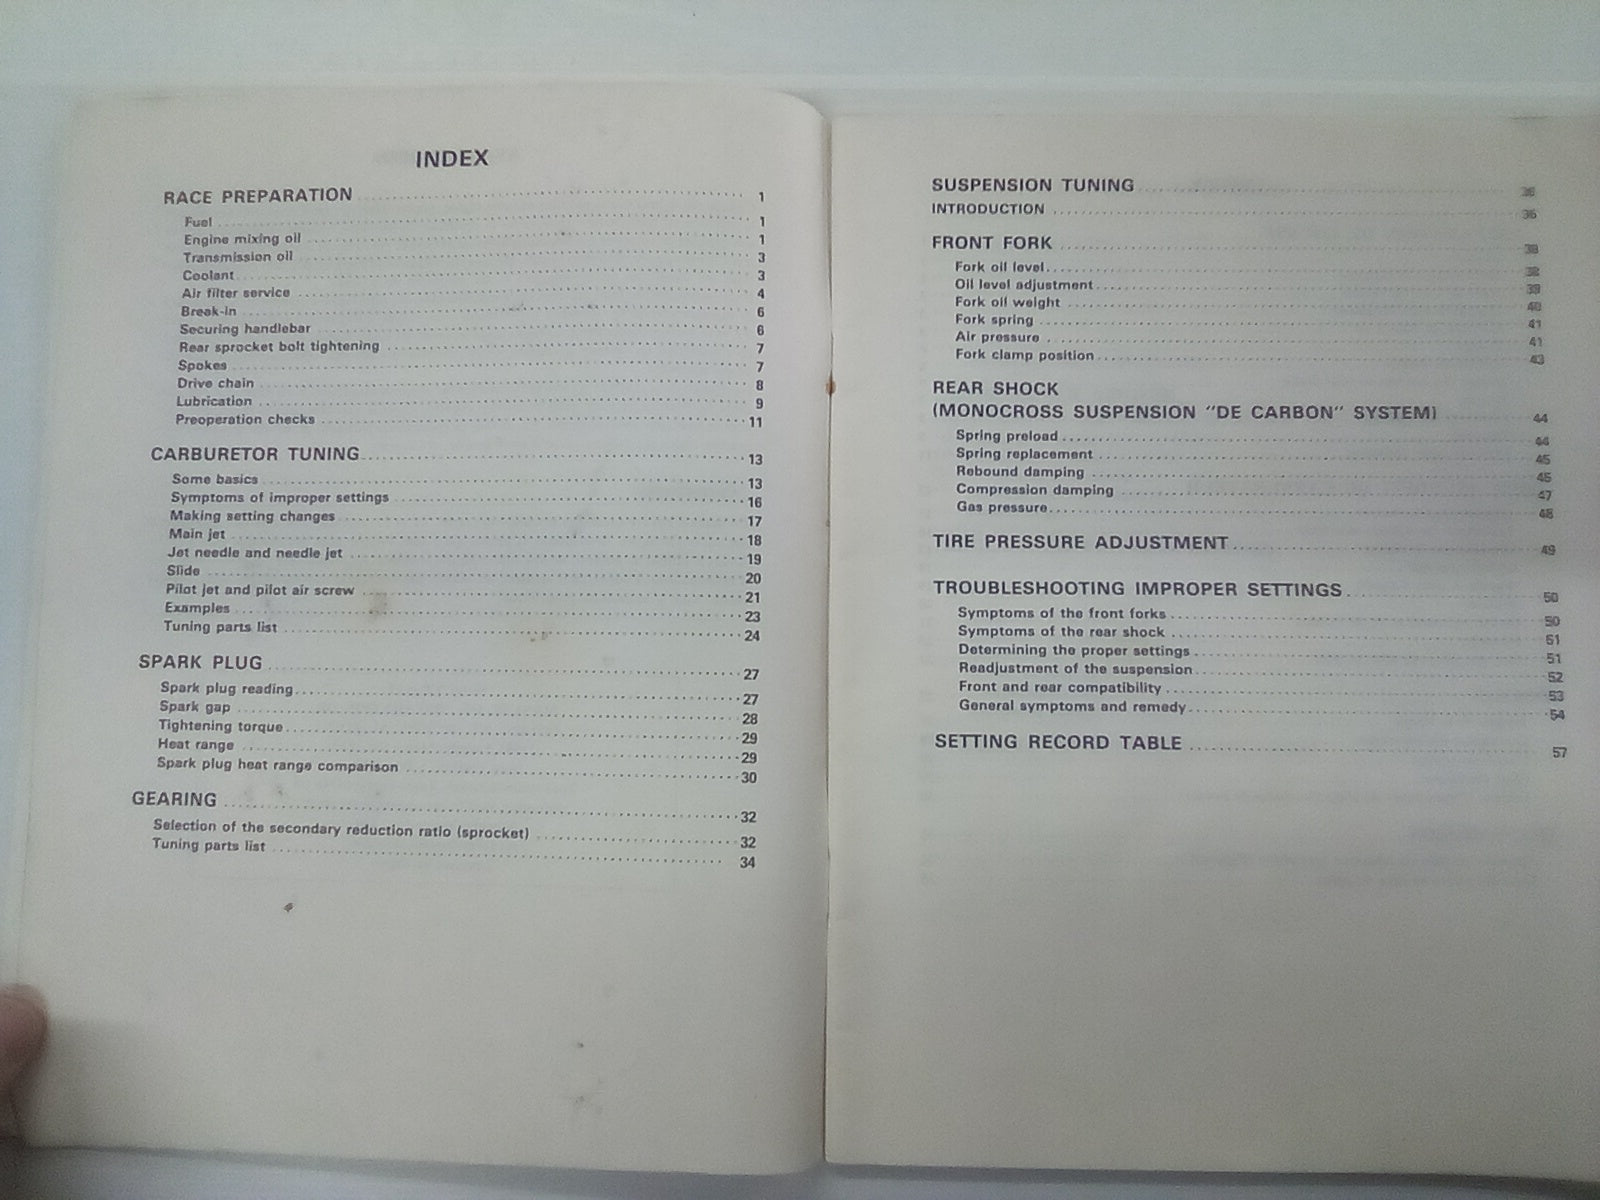 INDEX
RACE PREPARATION 1
Fuel 1
Engine mixing oil 1
Transmission oil 3
Coolant 3
Air filter service 4
Break-in 6
Securing handlebar 6
Rear sprocket bolt tightening 7
Spokes 7
Drive chain 8
Lubrication 9
Preoperation checks 11
CARBURETOR TUNING 13
Some basics 13
Symptoms of improper settings 16
Making setting changes 17
Main jet 18
Jet needle and needle jet 19
Slide 20
Pilot jet and pilot air screw 21
Examples 23
Tuning parts list 24
SPARK PLUG 27
Spark plug reading 27
Spark gap 28
Tightening torque 29
Heat range 29
Spark plug heat range comparison 30
GEARING 32
Selection of the secondary reduction ratio (sprocket) 32
Tuning parts list 34
SUSPENSION TUNING 36
INTRODUCTION 36
FRONT FORK 38
Fork oil level 38
Oil level adjustment 39
Fork oil weight 40
Fork spring 41
Air pressure 41
Fork clamp position 43
REAR SHOCK
(MONOCROSS SUSPENSION "DE CARBON" SYSTEM) 44
Spring preload 44
Spring replacement 45
Rebound damping 45
Compression damping 47
Gas pressure 48
TIRE PRESSURE ADJUSTMENT 49
TROUBLESHOOTING IMPROPER SETTINGS 50
Symptoms of the front forks 50
Symptoms of the rear shock 51
Determining the proper settings 51
Readjustment of the suspension 52
Front and rear compatibility 53
General symptoms and remedy 54
SETTING RECORD TABLE 57